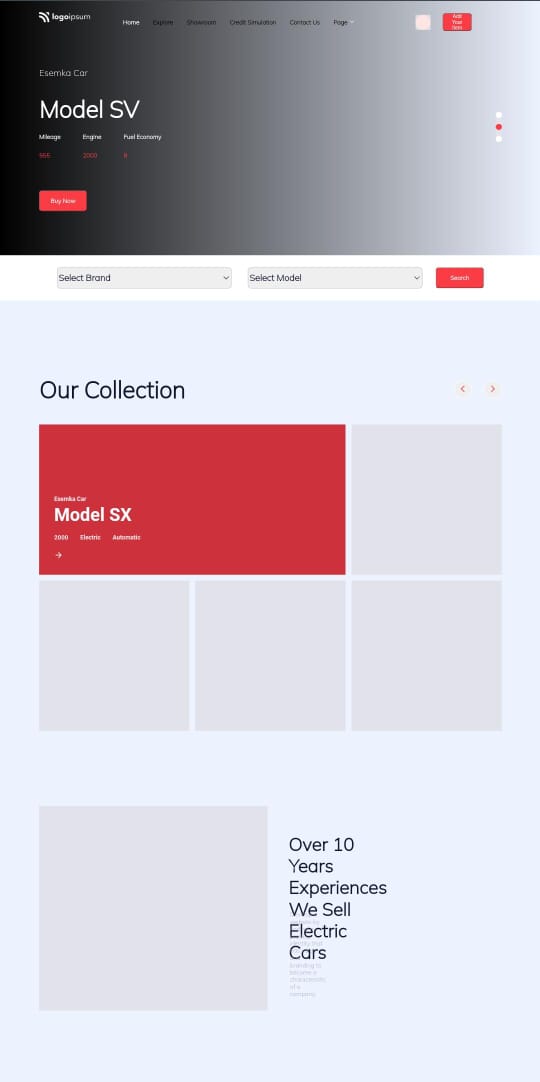 logoipsum
Home Explore Showroom Credit Simulation Contact Us Page
Add
Your
Item
Esemka Car
Model SV
Mileage Engine Fuel Economy
555 2000 8
Buy Now
Select Brand Select Model Search
Our Collection
Esemka Car
Model SX
2000 Electric Automatic
Over 10
Years
Experiences
We Sell
Electric
Cars
identity that
branding to
become a
characteristic
of a
company.